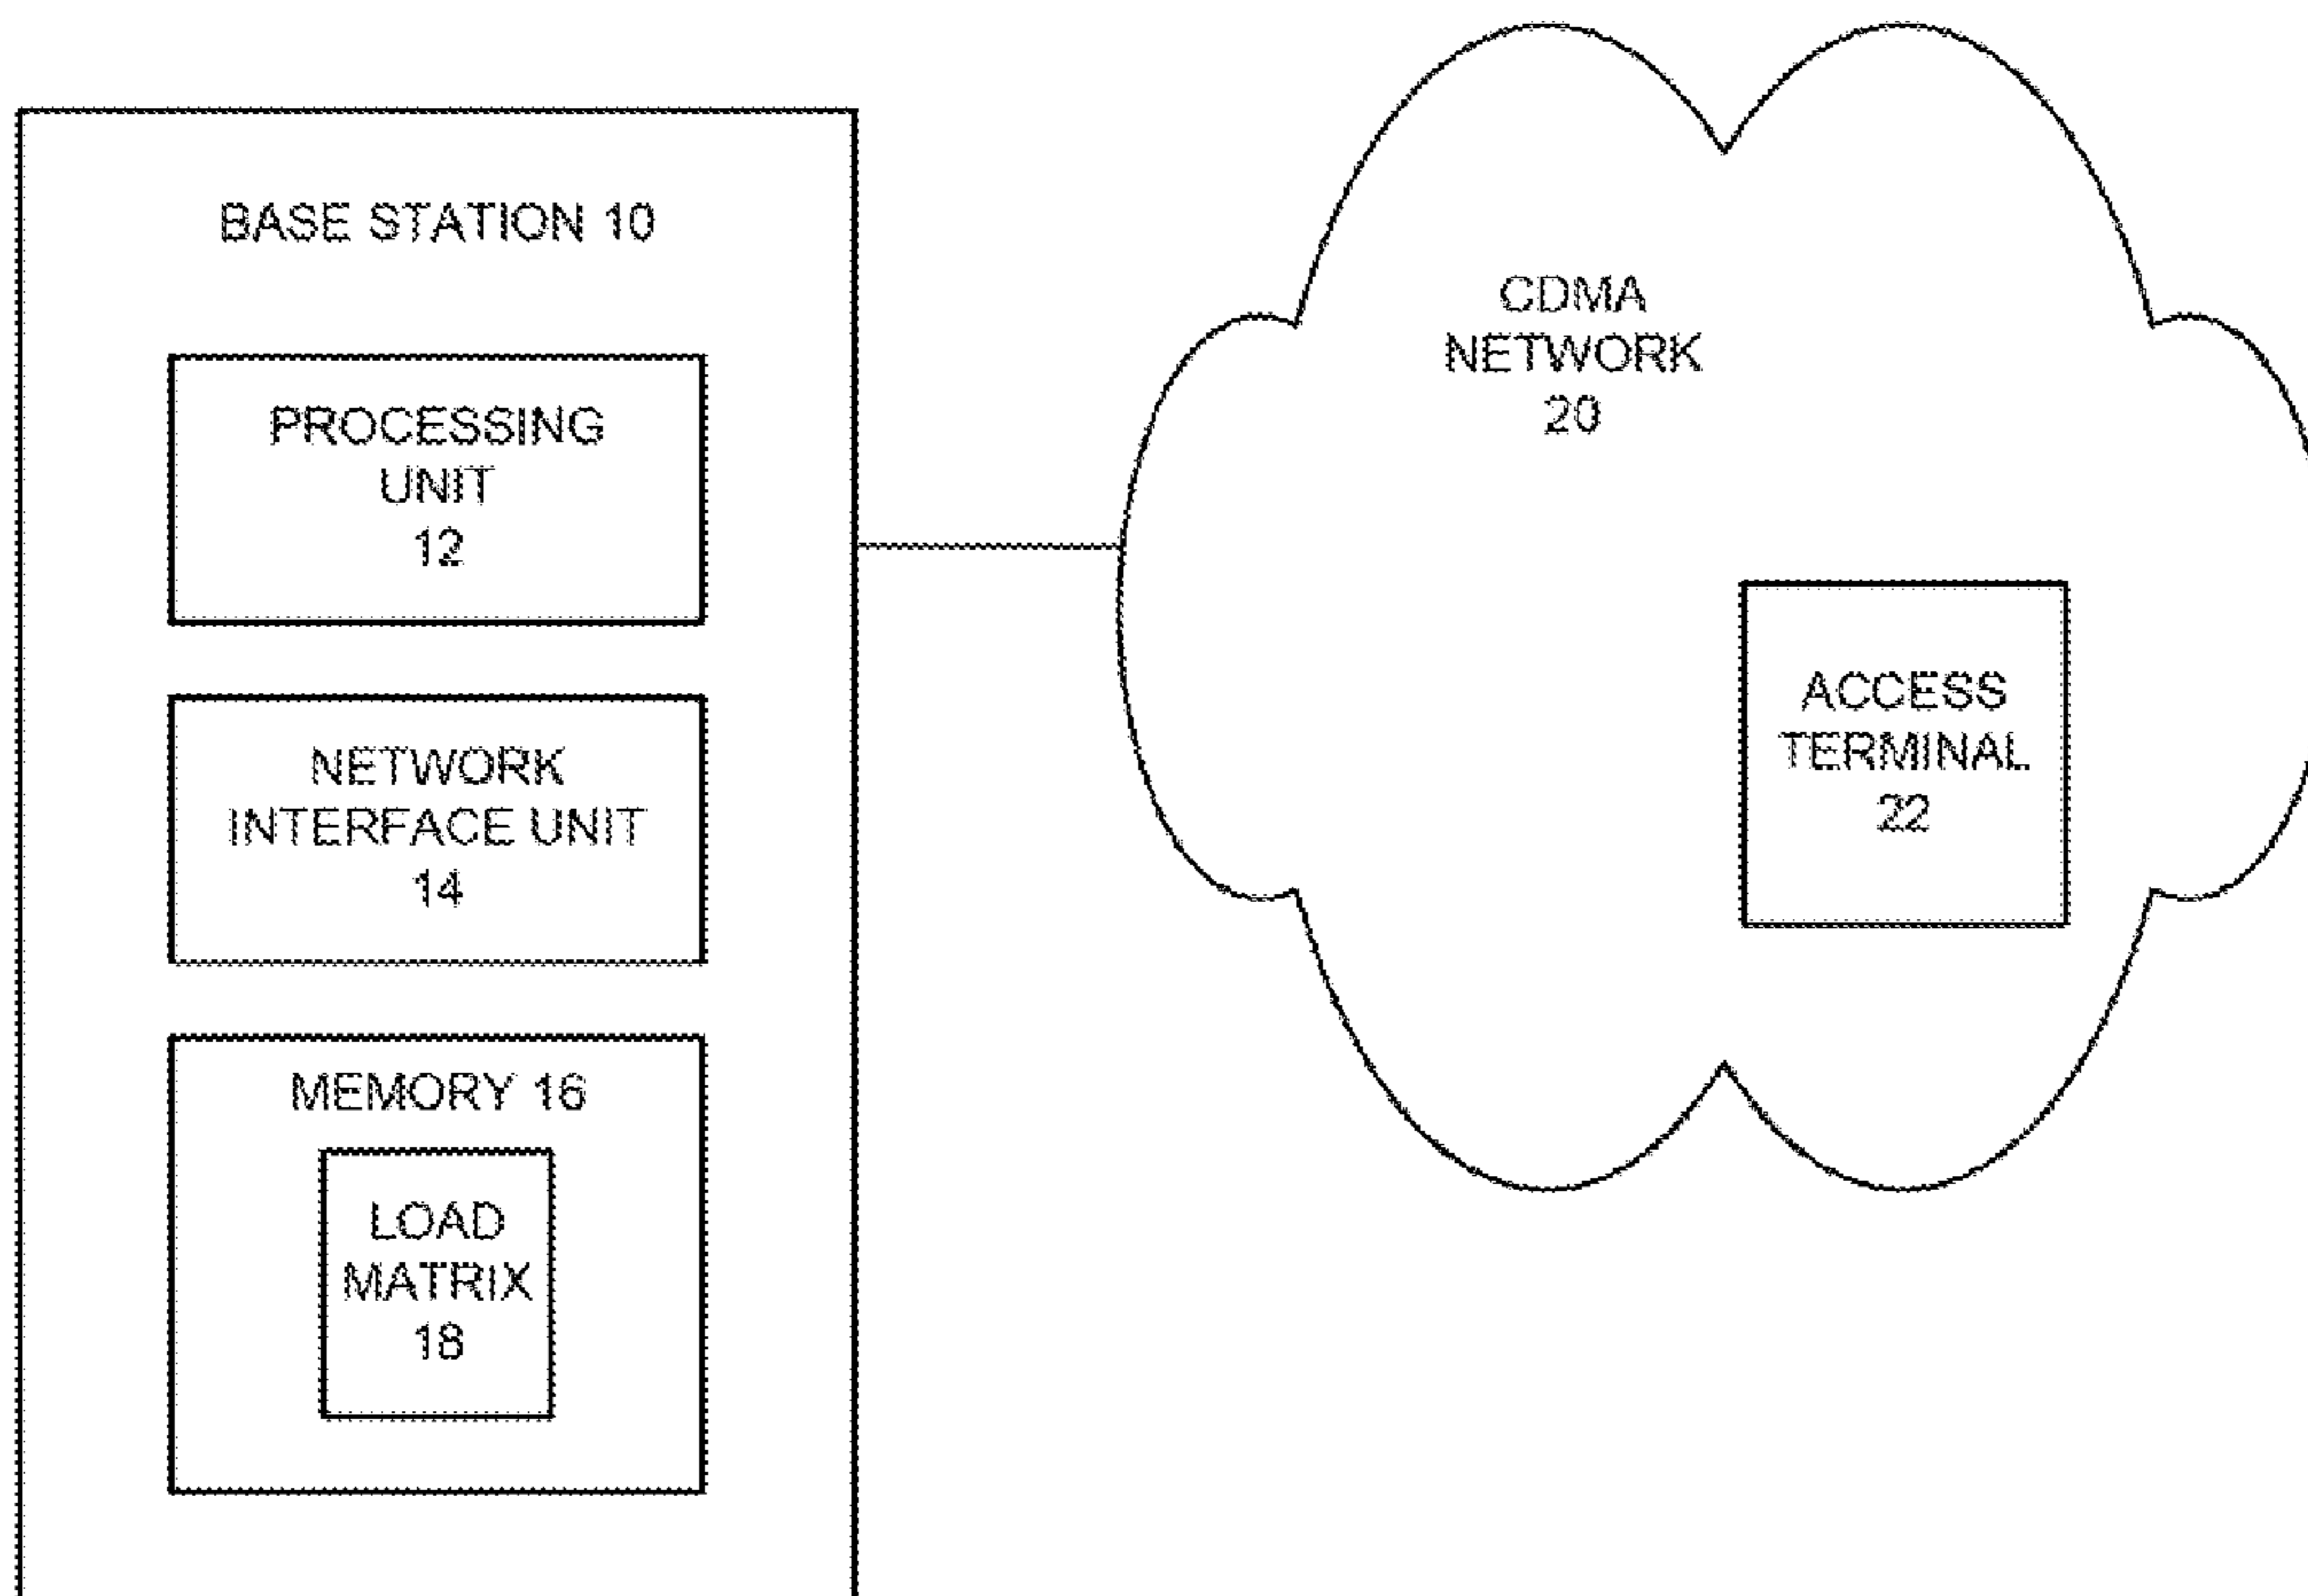 BASE STATION 10
PROCESSING
UNIT
12
NETWORK
INTERFACE UNIT
14
MEMORY 16
LOAD
MATRIX
18
CDMA
NETWORK
20
ACCESS
TERMINAL
22